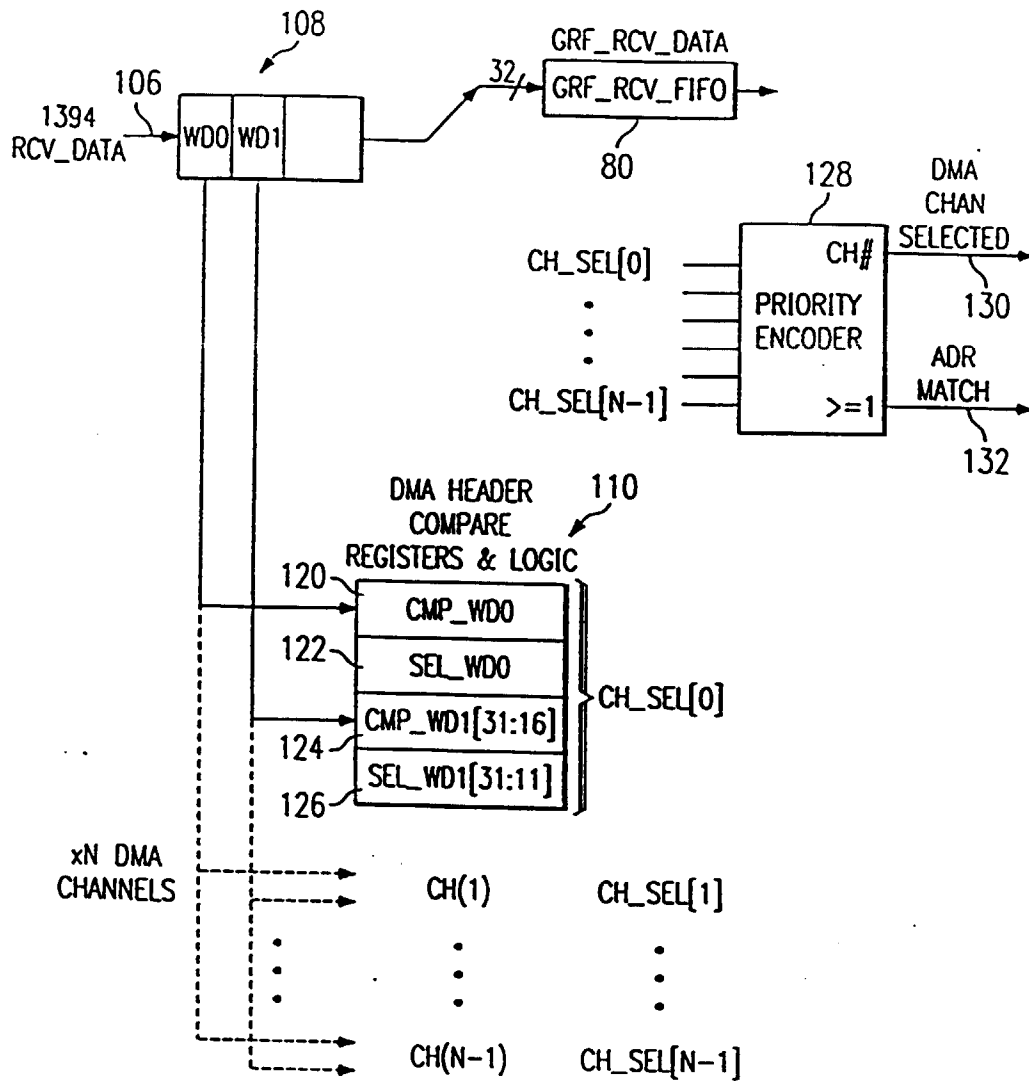 108
GRF_RCV_DATA
106
32
GRF_RCV_FIFO
1394
RCV_DATA
WD0 WD1
80
128
DMA
CHAN
SELECTED
CH#
CH_SEL[0]
130
PRIORITY
ENCODER
ADR
MATCH
CH_SEL[N-1]
>=1
132
DMA HEADER
COMPARE
REGISTERS & LOGIC
110
120
CMP_WD0
122
SEL_WD0
CH_SEL[0]
CMP_WD1[31:16]
124
SEL_WD1[31:11]
126
xN DMA
CHANNELS
CH(1) CH_SEL[1]
CH(N-1) CH_SEL[N-1]